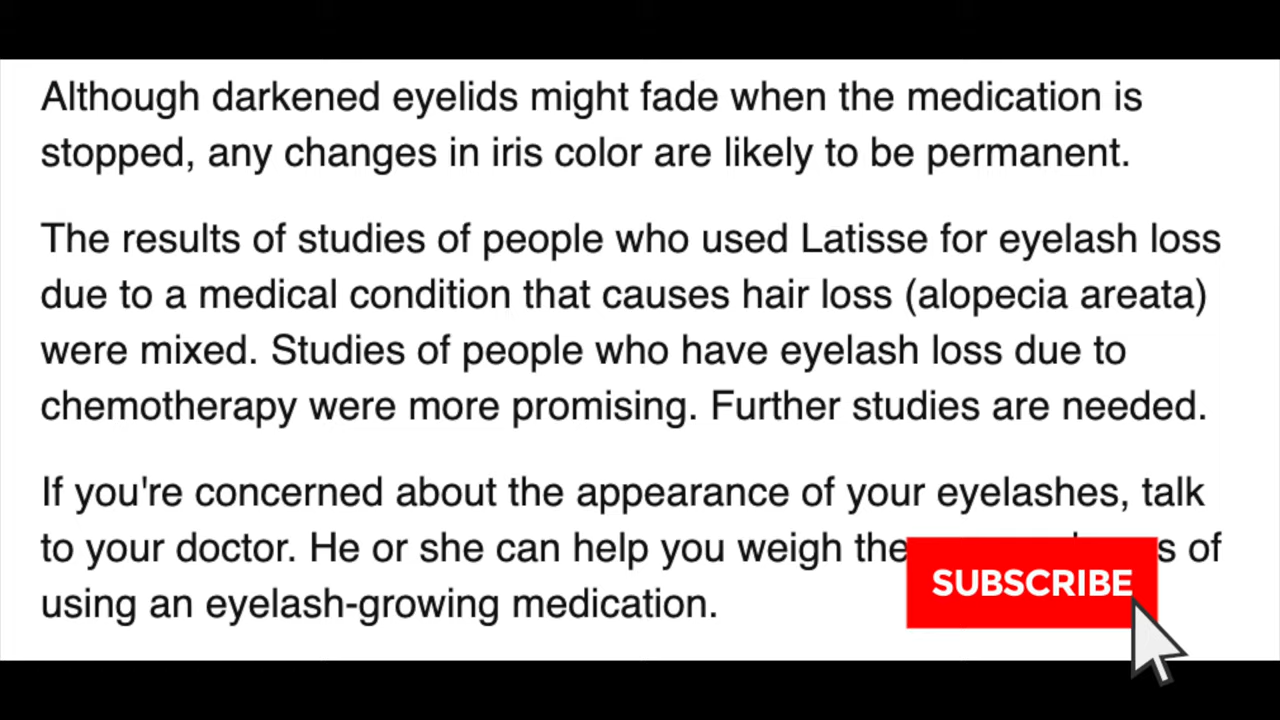 Although darkened eyelids might fade when the medication is
stopped, any changes in iris color are likely to be permanent.
The results of studies of people who used Latisse for eyelash loss
due to a medical condition that causes hair loss (alopecia areata)
were mixed. Studies of people who have eyelash loss due to
chemotherapy were more promising. Further studies are needed.
If you're concerned about the appearance of your eyelashes, talk
to your doctor. He or she can help you weigh the of
using an eyelash-growing medication.
SUBSCRIBE